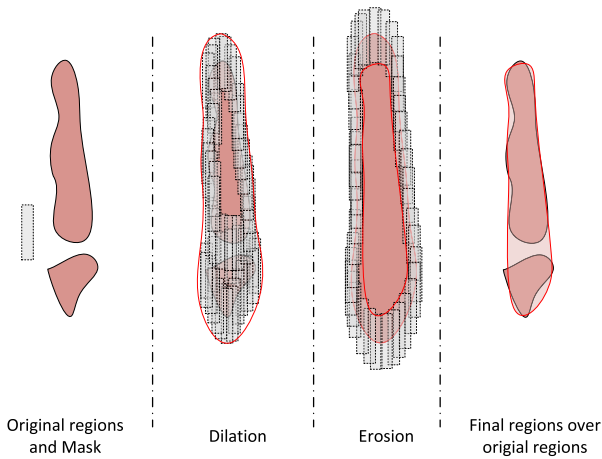 Original regions
and Mask
Dilation
Erosion
Final regions over
origial regions